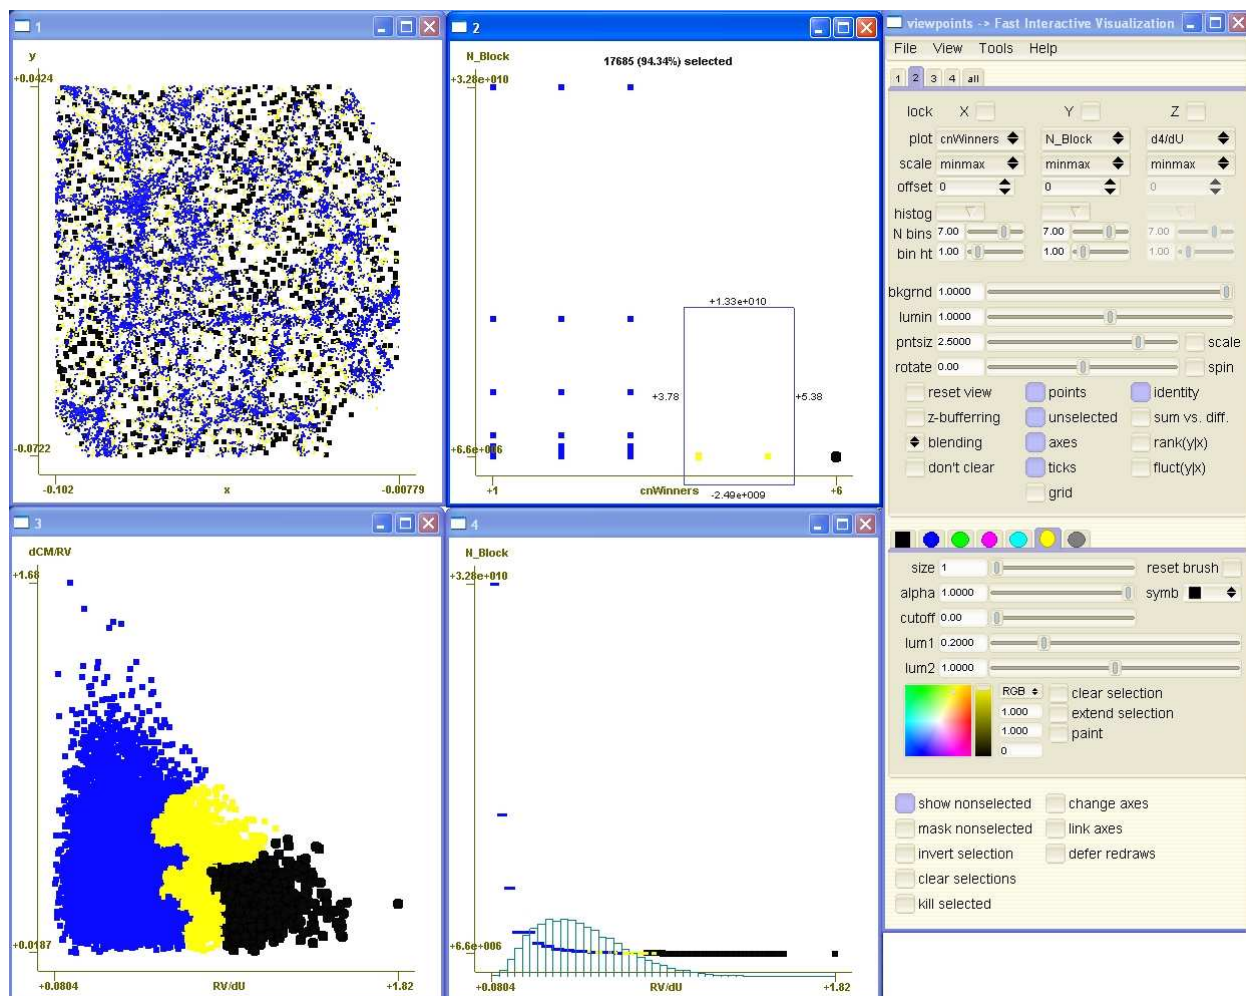 1
y
+0.0424
-0.0722
-0.102
x
-0.00779
2
N_Block
17685 (94.34%) selected
+3.28e+010
+1.33e+010
+3.78
+5.38
+6.6e+006
+1
cnWinners
-2.49e+009
+6
3
dCM/RV
+1.68
+0.0187
+0.0804
RV/dU
+1.82
4
N_Block
+3.28e+010
+6.6e+006
+0.0804
RV/dU
+1.82
viewpoints -> Fast Interactive Visualization
File View Tools Help
1 2 3 4 all
lock X Y Z
plot cnWinners N_Block d4/dU
scale minmax minmax minmax
offset 0 0 0
histog
N bins 7.00 7.00 7.00
bin ht 1.00 1.00 1.00
bkgrnd 1.0000
lumin 1.0000
pntsiz 2.5000 scale
rotate 0.00 spin
reset view points identity
z-bufferring unselected sum vs. diff.
blending axes rank(y|x)
don't clear ticks fluct(y|x)
grid
size 1 reset brush
alpha 1.0000 symb
cutoff 0.00
lum1 0.2000
lum2 1.0000
RGB clear selection
1.000 extend selection
1.000 paint
0
show nonselected change axes
mask nonselected link axes
invert selection defer redraws
clear selections
kill selected